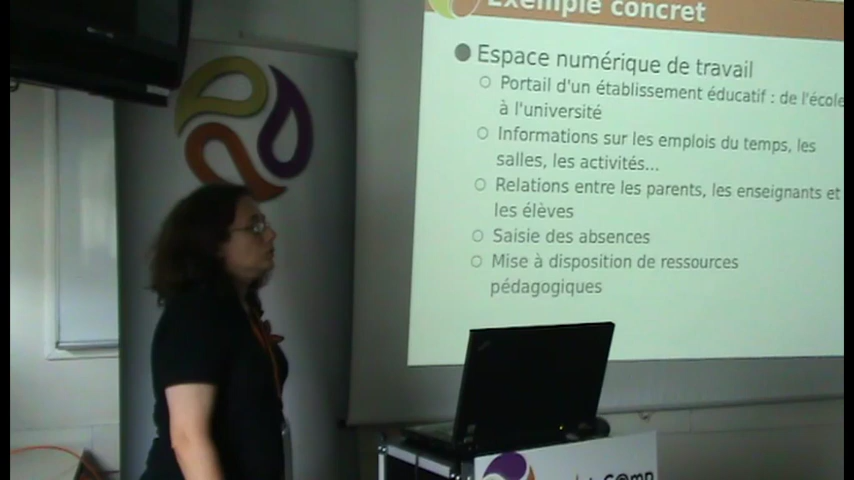 Exemple concret
Espace numérique de travail
Portail d'un établissement éducatif : de l'école
à l'université
Informations sur les emplois du temps, les
salles, les activités...
Relations entre les parents, les enseignants et
les élèves
Saisie des absences
Mise à disposition de ressources
pédagogiques